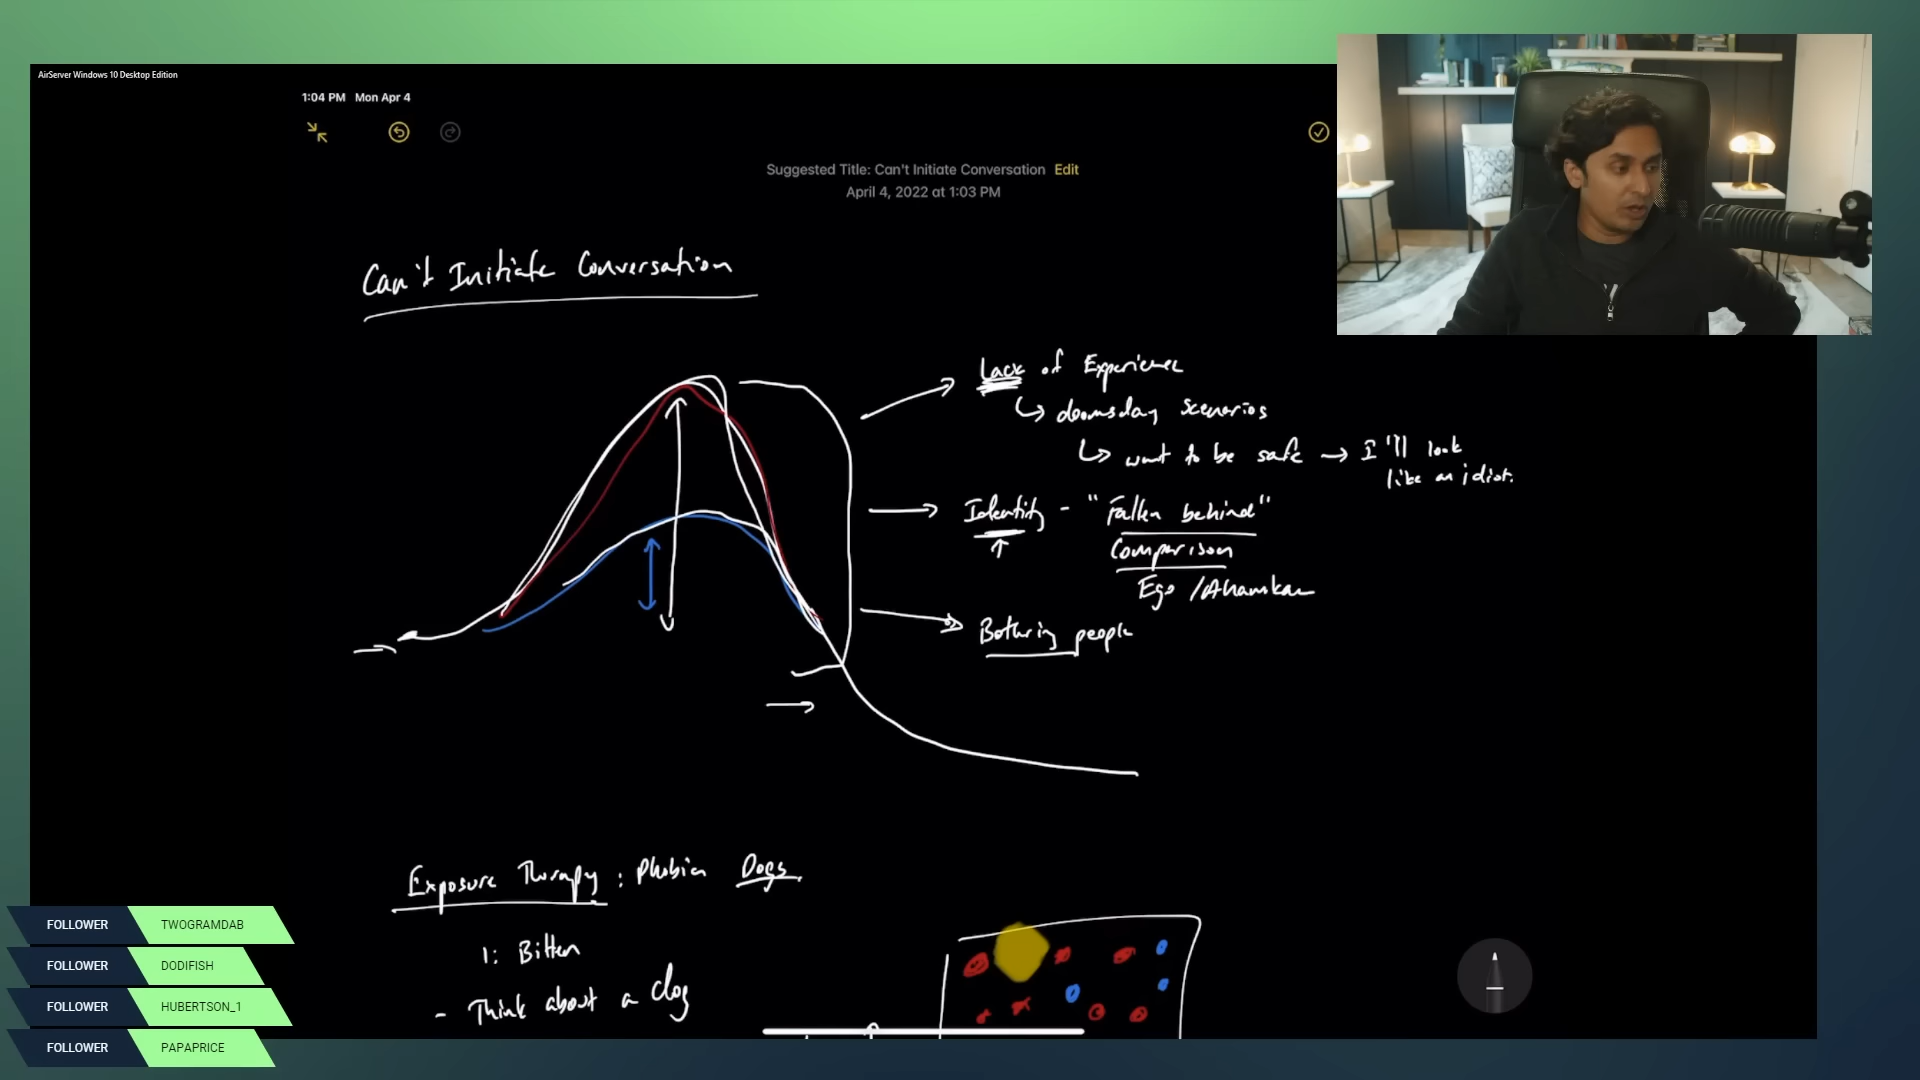 AirServer Windows 10 Desktop Edition
1:04 PM Mon Apr 4
Suggested Title: Can't Initiate Conversation Edit
April 4, 2022 at 1:03 PM
Can't Initiate Conversation
Lack of Experience
doomsday scenarios
want to be safe → I'll look
like an idiot.
Identity - "Fallen behind"
Comparison
Ego / Ahamkar
Bothering people
Exposure Therapy : Phobia Dogs
1: Bitten
- Think about a dog
FOLLOWER TWOGRAMDAB
FOLLOWER DODIFISH
FOLLOWER HUBERTSON_1
FOLLOWER PAPAPRICE